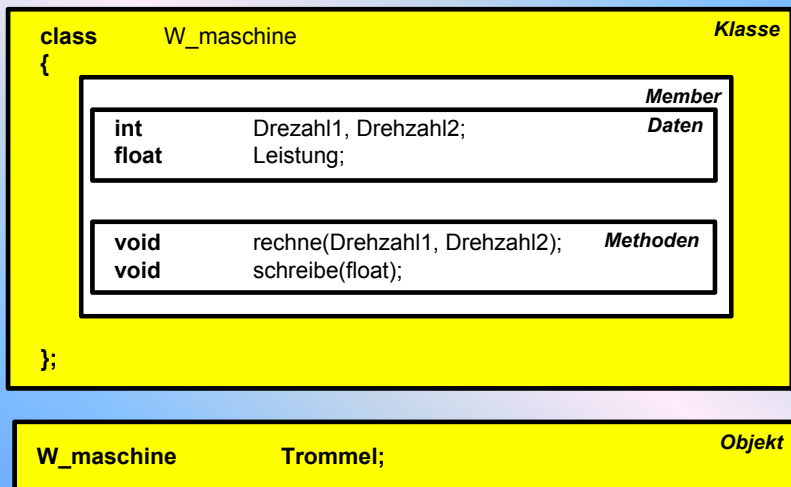 class W_maschine Klasse
{
Member
int Drezahl1, Drehzahl2; Daten
float Leistung;
void rechne(Drehzahl1, Drehzahl2); Methoden
void schreibe(float);
};
W_maschine Trommel; Objekt